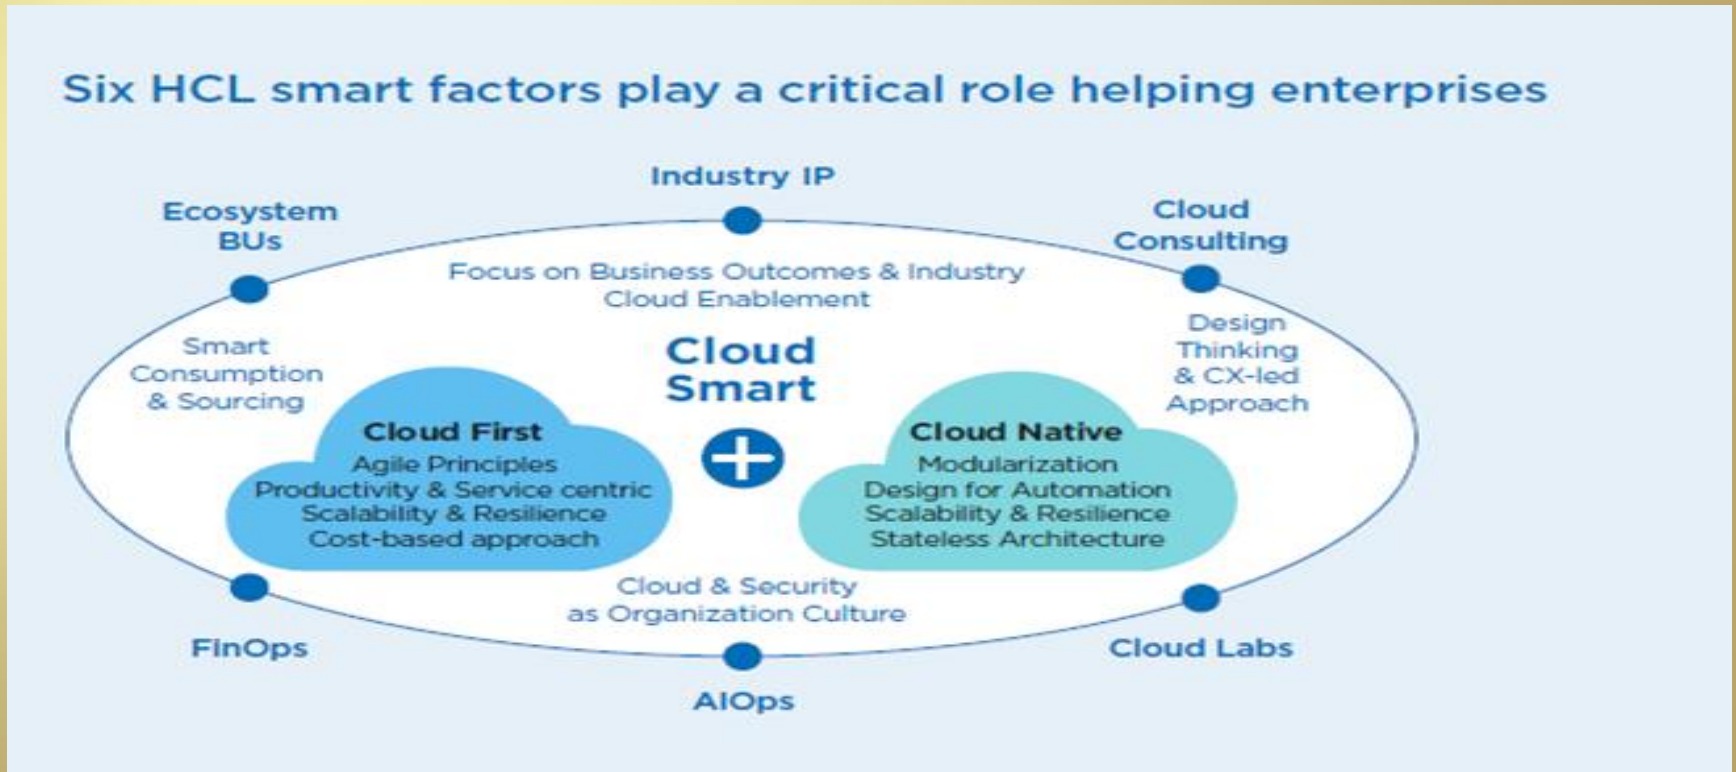 Six HCL smart factors play a critical role helping enterprises
Industry IP
Ecosystem
BUs
Cloud
Consulting
Focus on Business Outcomes & Industry
Cloud Enablement
Smart
Consumption
& Sourcing
Cloud
Smart
Design
Thinking
& CX-led
Approach
Cloud First
Agile Principles
Productivity & Service centric
Scalability & Resilience
Cost-based approach
Cloud Native
Modularization
Design for Automation
Scalability & Resilience
Stateless Architecture
Cloud & Security
as Organization Culture
FinOps
AIOps
Cloud Labs